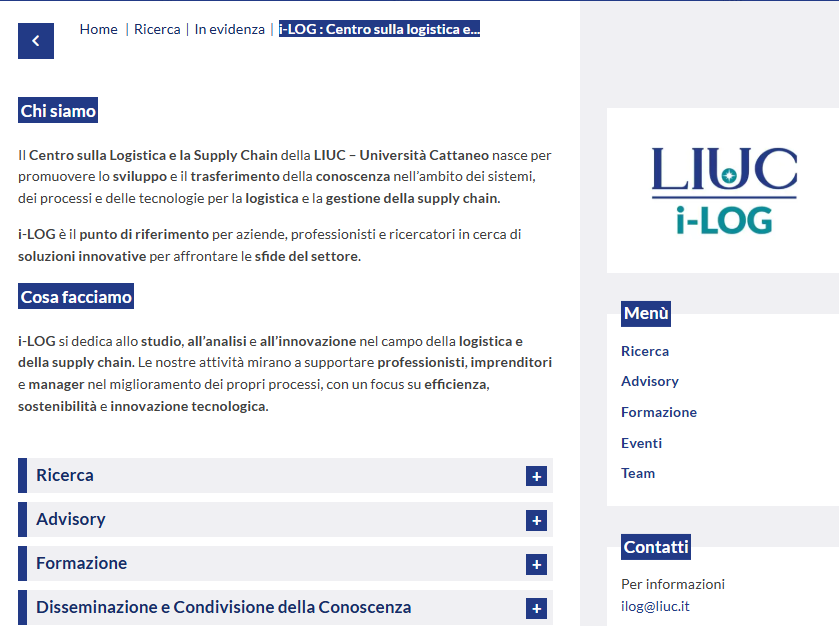 Home | Ricerca | In evidenza | i-LOG : Centro sulla logistica e...
Chi siamo
Il Centro sulla Logistica e la Supply Chain della LIUC – Università Cattaneo nasce per
promuovere lo sviluppo e il trasferimento della conoscenza nell'ambito dei sistemi,
dei processi e delle tecnologie per la logistica e la gestione della supply chain.
i-LOG è il punto di riferimento per aziende, professionisti e ricercatori in cerca di
soluzioni innovative per affrontare le sfide del settore.
Cosa facciamo
i-LOG si dedica allo studio, all'analisi e all'innovazione nel campo della logistica e
della supply chain. Le nostre attività mirano a supportare professionisti, imprenditori
e manager nel miglioramento dei propri processi, con un focus su efficienza,
sostenibilità e innovazione tecnologica.
Ricerca
Advisory
Formazione
Disseminazione e Condivisione della Conoscenza
LIUC
i-LOG
Menù
Ricerca
Advisory
Formazione
Eventi
Team
Contatti
Per informazioni
ilog@liuc.it